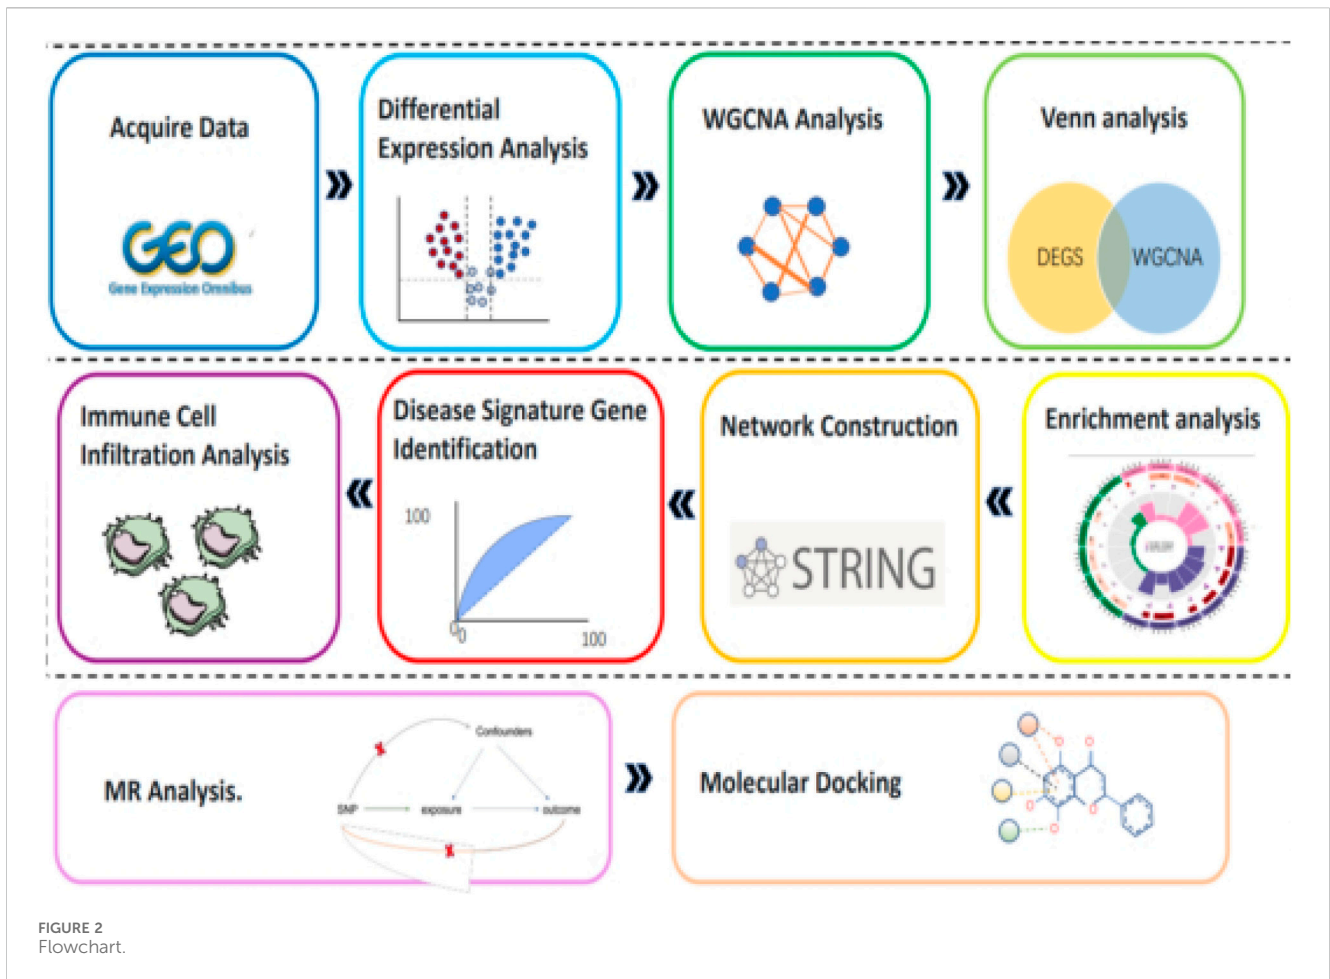 Acquire Data
GEO
Gene Expression Omnibus
Differential
Expression Analysis
WGCNA Analysis
Venn analysis
DEGS
WGCNA
Immune Cell
Infiltration Analysis
Disease Signature Gene
Identification
100
0
0
100
Network Construction
STRING
Enrichment analysis
MR Analysis.
Confounders
SNP
exposure
outcome
Molecular Docking
O
O
O
O
O
FIGURE 2
Flowchart.